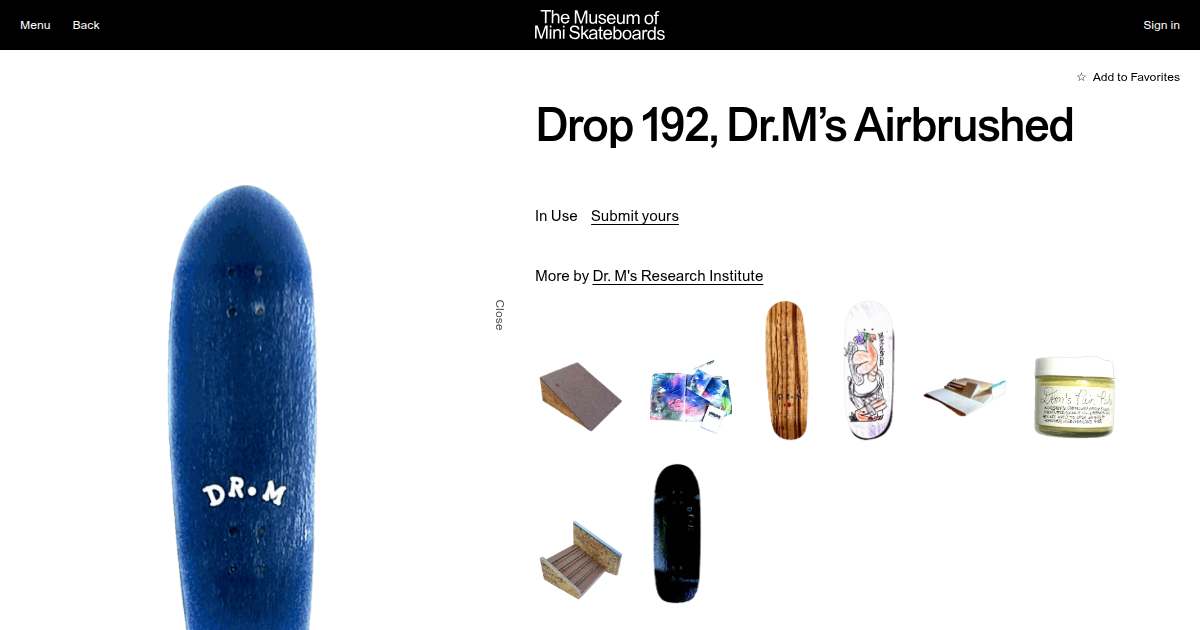 Menu
Back
The Museum of
Mini Skateboards
Sign in
☆ Add to Favorites
Drop 192, Dr.M’s Airbrushed
In Use
Submit yours
More by Dr. M's Research Institute
Close
DR•M